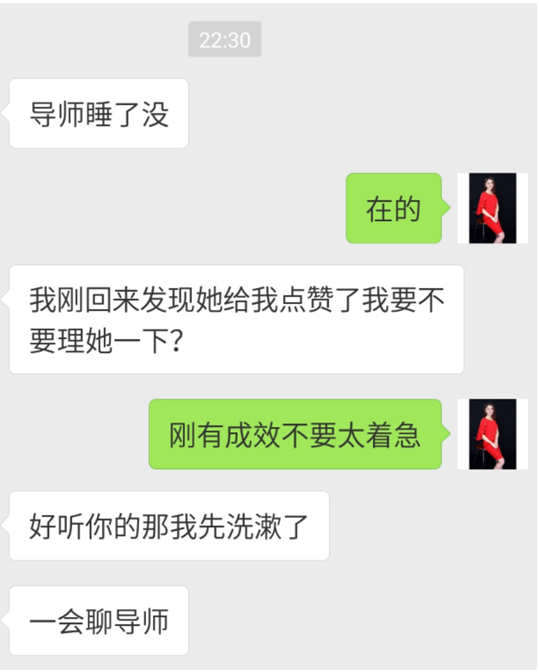 22:30
导师睡了没
在的
我刚回来发现她给我点赞了我要不
要理她一下?
刚有成效不要太着急
好听你的那我先洗漱了
一会聊导师